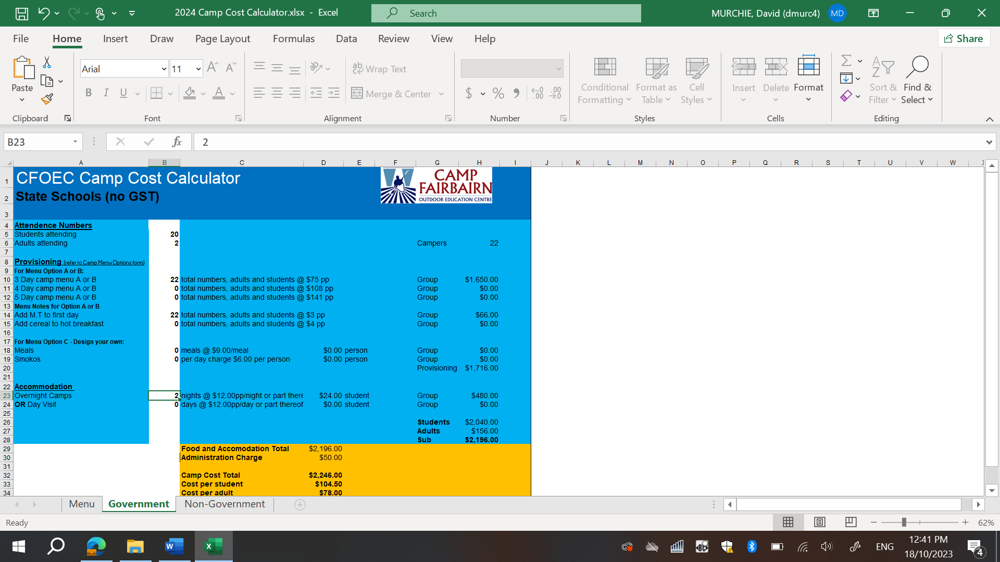 2024 Camp Cost Calculator.xlsx - Excel
Search
MURCHIE, David (dmurc4) MD
File Home Insert Draw Page Layout Formulas Data Review View Help Share
Paste
Arial 11
Wrap Text
Merge & Center
Conditional Formatting
Format as Table
Cell Styles
Insert Delete Format
Sort & Filter
Find & Select
Clipboard Font Alignment Number Styles Cells Editing
B23 fx 2
A B C D E F G H I J K L M N O P Q R S T U V W
1 CFOEC Camp Cost Calculator
CAMP
FAIRBAIRN
OUTDOOR EDUCATION CENTRE
2 State Schools (no GST)
3
4 Attendence Numbers
5 Students attending 20
6 Adults attending 2 Campers 22
7
8 Provisioning (refer to Camp Menu Options form)
9 For Menu Option A or B:
10 3 Day camp menu A or B 22 total numbers, adults and students @ $75 pp Group $1,650.00
11 4 Day camp menu A or B 0 total numbers, adults and students @ $108 pp Group $0.00
12 5 Day camp menu A or B 0 total numbers, adults and students @ $141 pp Group $0.00
13 Menu Notes for Option A or B
14 Add M.T to first day 22 total numbers, adults and students @ $3 pp Group $66.00
15 Add cereal to hot breakfast 0 total numbers, adults and students @ $4 pp Group $0.00
16
17 For Menu Option C - Design your own:
18 Meals 0 meals @ $9.00/meal $0.00 person Group $0.00
19 Smokos 0 per day charge $6.00 per person $0.00 person Group $0.00
20 Provisioning $1,716.00
21
22 Accommodation
23 Overnight Camps 2 nights @ $12.00pp/night or part there $24.00 student Group $480.00
24 OR Day Visit 0 days @ $12.00pp/day or part thereof $0.00 student Group $0.00
25
26 Students $2,040.00
27 Adults $156.00
28 Sub $2,196.00
29 Food and Accomodation Total $2,196.00
30 Administration Charge $50.00
31
32 Camp Cost Total $2,246.00
33 Cost per student $104.50
34 Cost per adult $78.00
Menu Government Non-Government
Ready 62%
ENG 12:41 PM
18/10/2023
4